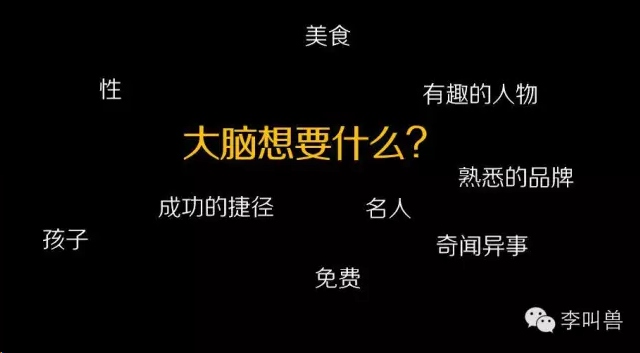 美食
性
有趣的人物
大脑想要什么?
熟悉的品牌
成功的捷径
名人
孩子
奇闻异事
免费
李叫兽